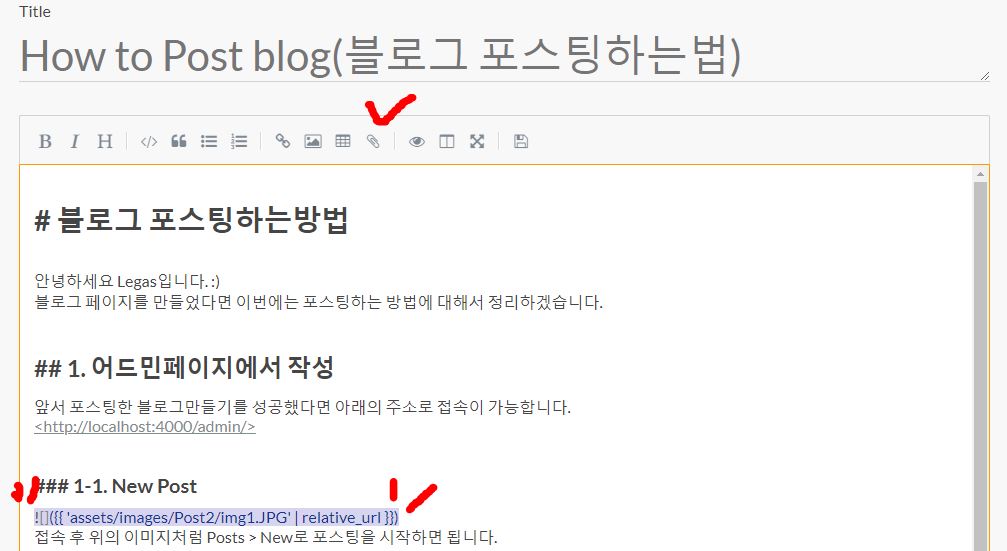 Title
How to Post blog(블로그 포스팅하는법)
B I H
# 블로그 포스팅하는방법
안녕하세요 Legas입니다. :)
블로그 페이지를 만들었다면 이번에는 포스팅하는 방법에 대해서 정리하겠습니다.
## 1. 어드민페이지에서 작성
앞서 포스팅한 블로그만들기를 성공했다면 아래의 주소로 접속이 가능합니다.
<http://localhost:4000/admin/>
### 1-1. New Post
![]({{ 'assets/images/Post2/img1.JPG' | relative_url }})
접속 후 위의 이미지처럼 Posts > New로 포스팅을 시작하면 됩니다.